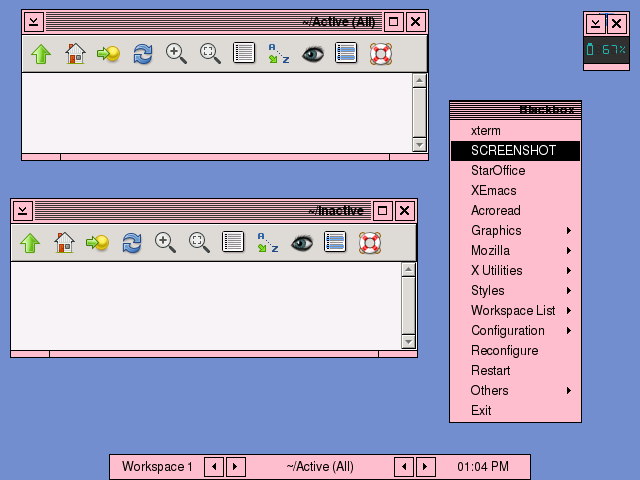 ~/Active (All)
67%
Blackbox
xterm
SCREENSHOT
StarOffice
XEmacs
Acroread
Graphics
Mozilla
X Utilities
Styles
Workspace List
Configuration
Reconfigure
Restart
Others
Exit
~/Inactive
Workspace 1
~/Active (All)
01:04 PM